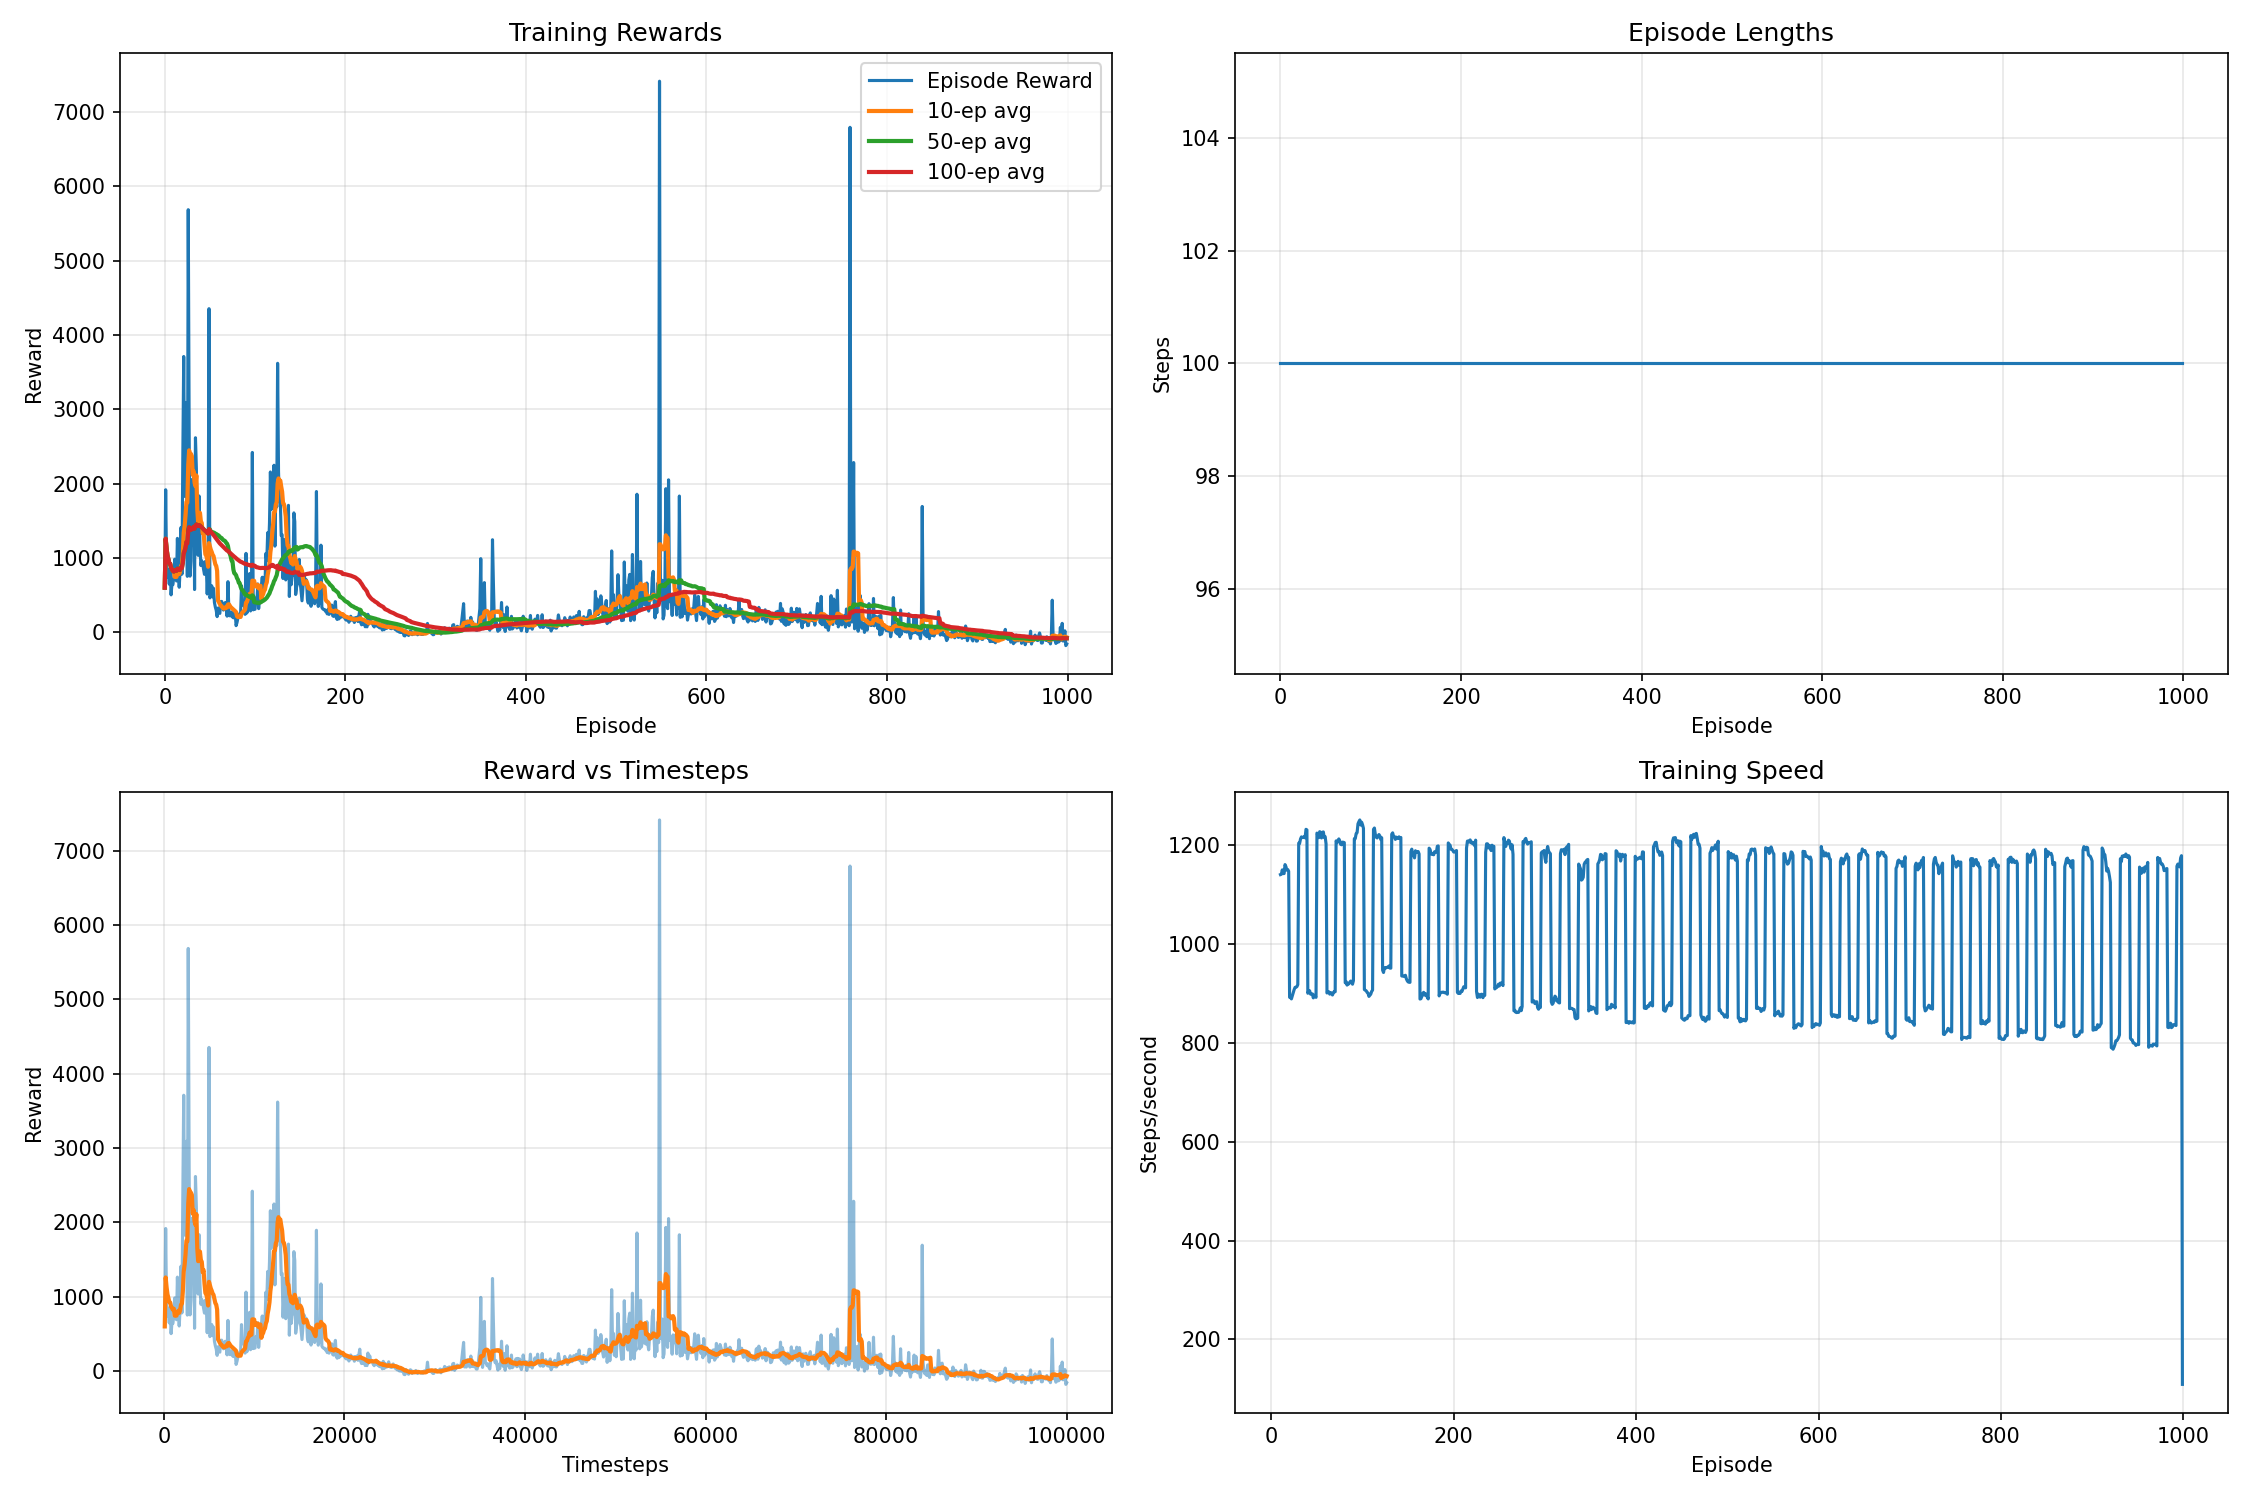 Training Rewards
Reward
7000
6000
5000
4000
3000
2000
1000
0
Episode Reward
10-ep avg
50-ep avg
100-ep avg
0 200 400 600 800 1000
Episode
Episode Lengths
Steps
104
102
100
98
96
0 200 400 600 800 1000
Episode
Reward vs Timesteps
Reward
7000
6000
5000
4000
3000
2000
1000
0
0 20000 40000 60000 80000 100000
Timesteps
Training Speed
Steps/second
1200
1000
800
600
400
200
0 200 400 600 800 1000
Episode